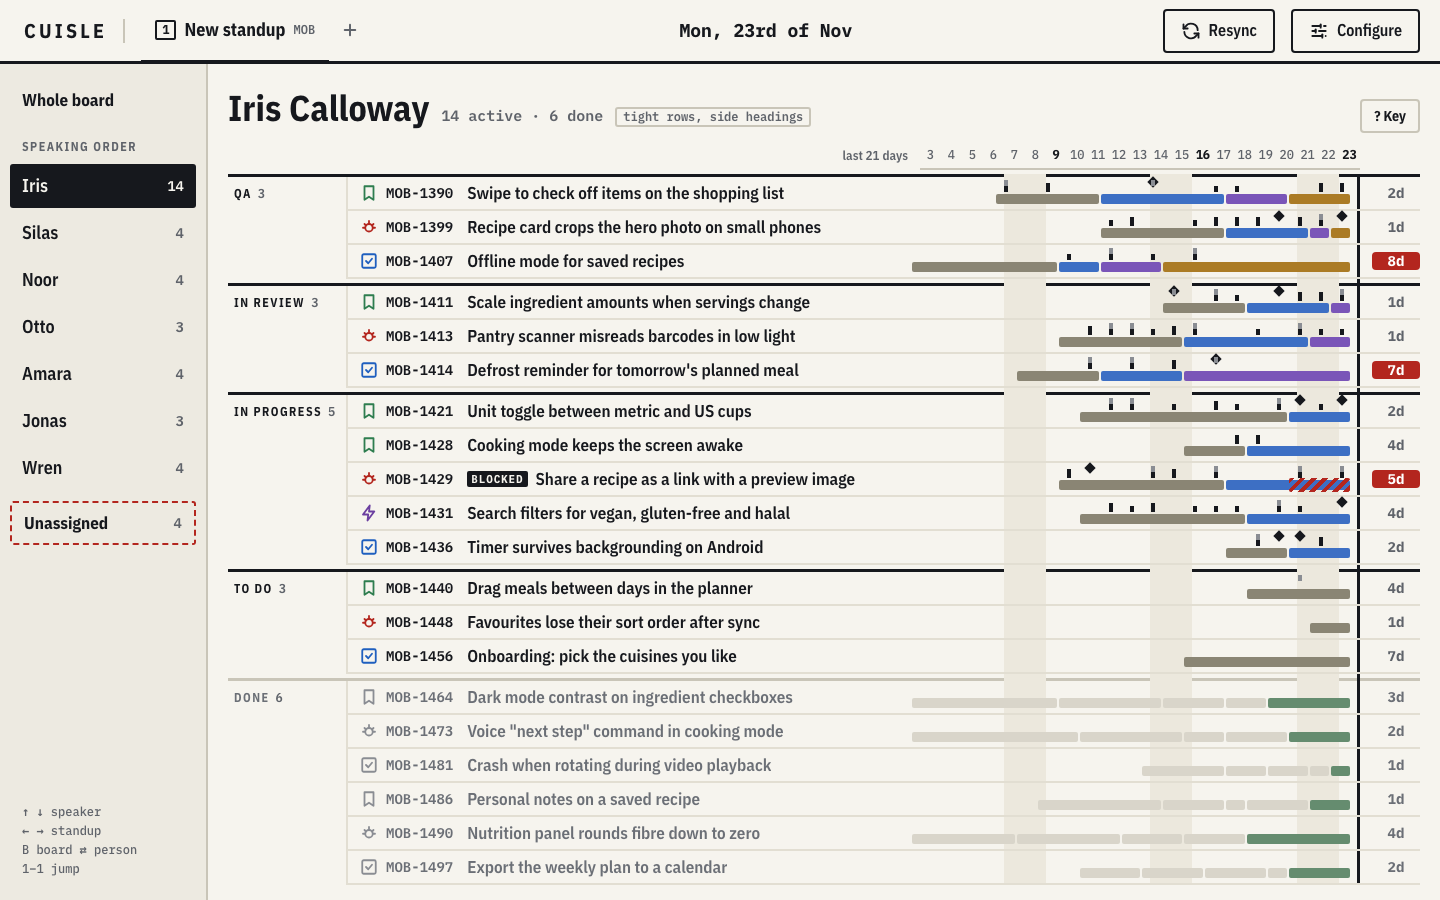 CUISLE
1 New standup MOB +
Mon, 23rd of Nov
Resync
Configure
Whole board
SPEAKING ORDER
Iris 14
Silas 4
Noor 4
Otto 3
Amara 4
Jonas 3
Wren 4
Unassigned 4
↑ ↓ speaker
← → standup
B board ⇄ person
1–1 jump
Iris Calloway 14 active · 6 done tight rows, side headings
? Key
last 21 days 3 4 5 6 7 8 9 10 11 12 13 14 15 16 17 18 19 20 21 22 23
QA 3
MOB-1390 Swipe to check off items on the shopping list 2d
MOB-1399 Recipe card crops the hero photo on small phones 1d
MOB-1407 Offline mode for saved recipes 8d
IN REVIEW 3
MOB-1411 Scale ingredient amounts when servings change 1d
MOB-1413 Pantry scanner misreads barcodes in low light 1d
MOB-1414 Defrost reminder for tomorrow's planned meal 7d
IN PROGRESS 5
MOB-1421 Unit toggle between metric and US cups 2d
MOB-1428 Cooking mode keeps the screen awake 4d
MOB-1429 BLOCKED Share a recipe as a link with a preview image 5d
MOB-1431 Search filters for vegan, gluten-free and halal 4d
MOB-1436 Timer survives backgrounding on Android 2d
TO DO 3
MOB-1440 Drag meals between days in the planner 4d
MOB-1448 Favourites lose their sort order after sync 1d
MOB-1456 Onboarding: pick the cuisines you like 7d
DONE 6
MOB-1464 Dark mode contrast on ingredient checkboxes 3d
MOB-1473 Voice "next step" command in cooking mode 2d
MOB-1481 Crash when rotating during video playback 1d
MOB-1486 Personal notes on a saved recipe 1d
MOB-1490 Nutrition panel rounds fibre down to zero 4d
MOB-1497 Export the weekly plan to a calendar 2d